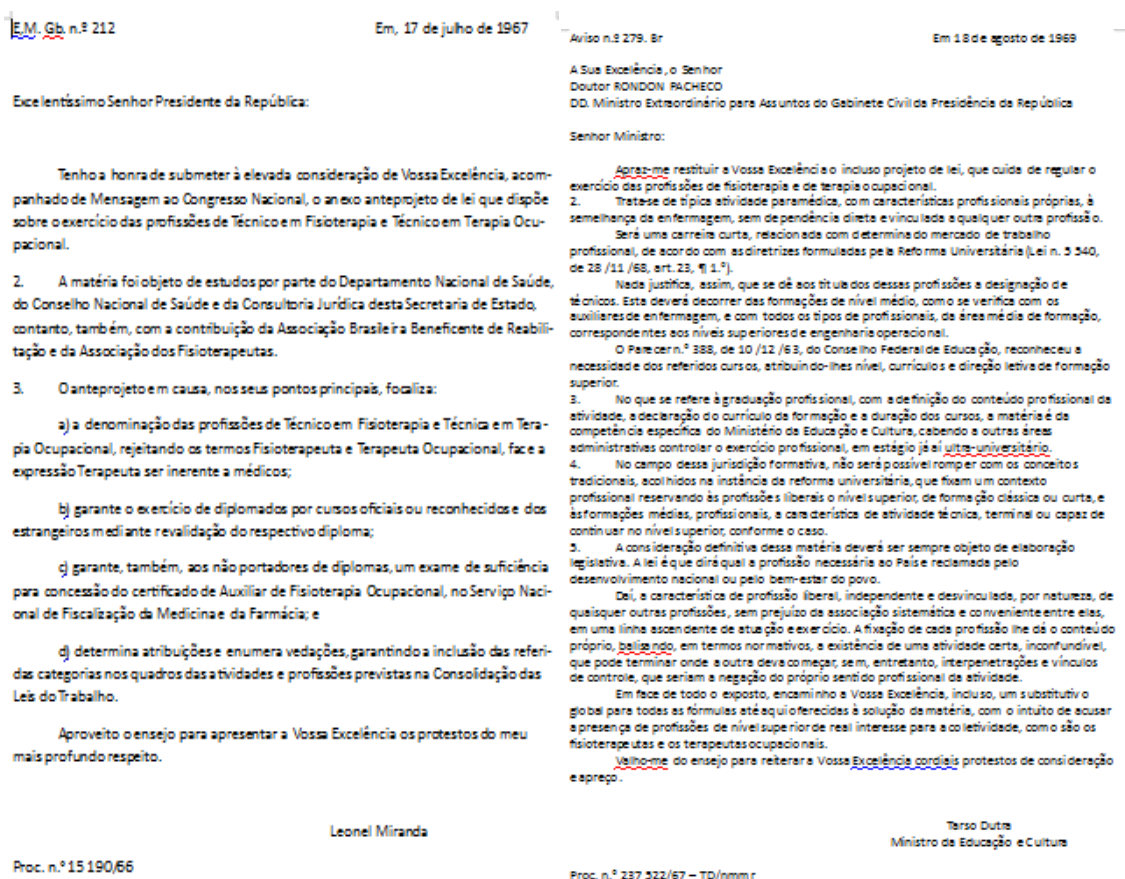 E.M. Gb. n.º 212 Em, 17 de julho de 1967
Excelentíssimo Senhor Presidente da República:
Tenho a honra de submeter à elevada consideração de Vossa Excelência, acom-
panhado de Mensagem ao Congresso Nacional, o anexo anteprojeto de lei que dispõe
sobre o exercício das profissões de Técnico em Fisioterapia e Técnico em Terapia Ocu-
pacional.
2. A matéria foi objeto de estudos por parte do Departamento Nacional de Saúde,
do Conselho Nacional de Saúde e da Consultoria Jurídica desta Secretaria de Estado,
contanto, também, com a contribuição da Associação Brasileira Beneficente de Reabili-
tação e da Associação dos Fisioterapeutas.
3. O anteprojeto em causa, nos seus pontos principais, focaliza:
a) a denominação das profissões de Técnico em Fisioterapia e Técnica em Tera-
pia Ocupacional, rejeitando os termos Fisioterapeuta e Terapeuta Ocupacional, face a
expressão Terapeuta ser inerente a médicos;
b) garante o exercício de diplomados por cursos oficiais ou reconhecidos e dos
estrangeiros mediante revalidação do respectivo diploma;
c) garante, também, aos não portadores de diplomas, um exame de suficiência
para concessão do certificado de Auxiliar de Fisioterapia Ocupacional, no Serviço Naci-
onal de Fiscalização da Medicina e da Farmácia; e
d) determina atribuições e enumera vedações, garantindo a inclusão das referi-
das categorias nos quadros das atividades e profissões previstas na Consolidação das
Leis do Trabalho.
Aproveito o ensejo para apresentar a Vossa Excelência os protestos do meu
mais profundo respeito.
Leonel Miranda
Proc. n.º 15 190/66
Aviso n.º 279. Br Em 18 de agosto de 1969
A Sua Excelência, o Senhor
Doutor RONDON PACHECO
DD. Ministro Extraordinário para Assuntos do Gabinete Civil da Presidência da República
Senhor Ministro:
Apraz-me restituir a Vossa Excelência o incluso projeto de lei, que cuida de regular o
exercício das profissões de fisioterapia e de terapia ocupacional.
2. Trata-se de típica atividade paramédica, com características profissionais próprias, à
semelhança da enfermagem, sem dependência direta e vinculada a qualquer outra profissão.
Será uma carreira curta, relacionada com determinado mercado de trabalho
profissional, de acordo com as diretrizes formuladas pela Reforma Universitária (Lei n. 5 540,
de 28 /11 /68, art. 23, ¶ 1.º).
Nada justifica, assim, que se dê aos titulados dessas profissões a designação de
técnicos. Esta deverá decorrer das formações de nível médio, como se verifica com os
auxiliares de enfermagem, e com todos os tipos de profissionais, da área média de formação,
correspondentes aos níveis superiores de engenharia operacional.
O Parecer n.º 388, de 10 /12 /63, do Conselho Federal de Educação, reconheceu a
necessidade dos referidos cursos, atribuindo-lhes nível, currículos e direção letiva de formação
superior.
3. No que se refere à graduação profissional, com a definição do conteúdo profissional da
atividade, a declaração do currículo da formação e a duração dos cursos, a matéria é da
competência específica do Ministério da Educação e Cultura, cabendo a outras áreas
administrativas controlar o exercício profissional, em estágio já aí ultra-universitário.
4. No campo dessa jurisdição formativa, não será possível romper com os conceitos
tradicionais, acolhidos na instância da reforma universitária, que fixam um contexto
profissional reservando às profissões liberais o nível superior, de formação clássica ou curta, e
às formações médias, profissionais, a característica de atividade técnica, terminal ou capaz de
continuar no nível superior, conforme o caso.
5. A consideração definitiva dessa matéria deverá ser sempre objeto de elaboração
legislativa. A lei é que dirá qual a profissão necessária ao País e reclamada pelo
desenvolvimento nacional ou pelo bem-estar do povo.
Daí, a característica de profissão liberal, independente e desvinculada, por natureza, de
quaisquer outras profissões, sem prejuízo da associação sistemática e conveniente entre elas,
em uma linha ascendente de atuação e exercício. A fixação de cada profissão lhe dá o conteúdo
próprio, balisando, em termos normativos, a existência de uma atividade certa, inconfundível,
que pode terminar onde a outra deva começar, sem, entretanto, interpenetrações e vínculos
de controle, que seriam a negação do próprio sentido profissional da atividade.
Em face de todo o exposto, encaminho a Vossa Excelência, incluso, um substitutivo
global para todas as fórmulas até aqui oferecidas à solução da matéria, com o intuito de acusar
a presença de profissões de nível superior de real interesse para a coletividade, como são os
fisioterapeutas e os terapeutas ocupacionais.
Valho-me do ensejo para reiterar a Vossa Excelência cordiais protestos de consideração
e apreço.
Tarso Dutra
Ministro da Educação e Cultura
Proc. n.º 237 522/67 – TD/nmmr